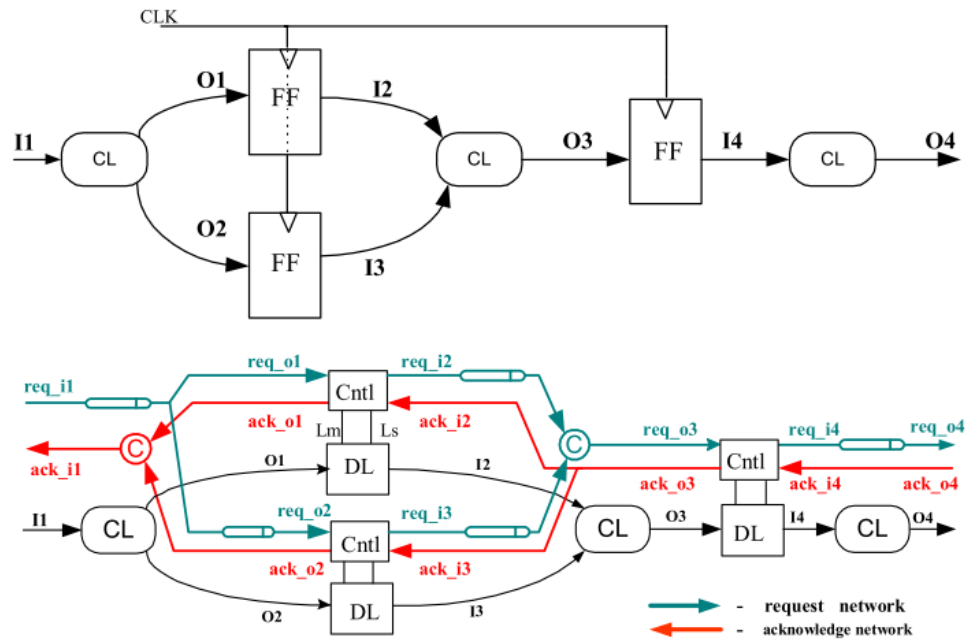 CLK
O1
FF
I2
I1
CL
CL
O3
FF
I4
CL
O4
O2
FF
I3
req_i1
req_o1
Cntl
req_i2
ack_o1
Lm
Ls
ack_i2
C
ack_i1
C
req_o3
Cntl
req_i4
req_o4
ack_o3
ack_i4
ack_o4
O1
DL
I2
I1
CL
req_o2
Cntl
req_i3
CL
O3
DL
I4
CL
O4
ack_o2
ack_i3
O2
DL
I3
- request network
- acknowledge network